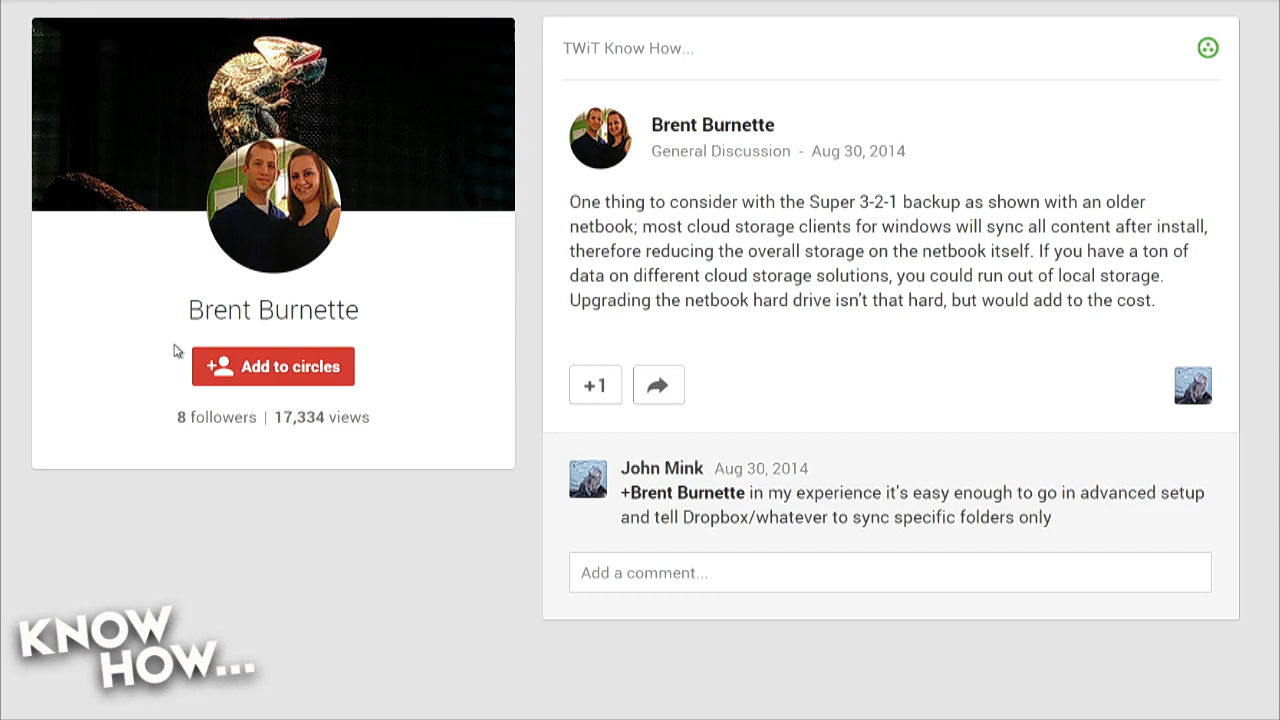 TWiT Know How...
Brent Burnette
General Discussion - Aug 30, 2014
One thing to consider with the Super 3-2-1 backup as shown with an older
netbook; most cloud storage clients for windows will sync all content after install,
therefore reducing the overall storage on the netbook itself. If you have a ton of
data on different cloud storage solutions, you could run out of local storage.
Upgrading the netbook hard drive isn't that hard, but would add to the cost.
Brent Burnette
+ Add to circles
8 followers | 17,334 views
+1
John Mink Aug 30, 2014
+Brent Burnette in my experience it's easy enough to go in advanced setup
and tell Dropbox/whatever to sync specific folders only
Add a comment...
KNOW
HOW...